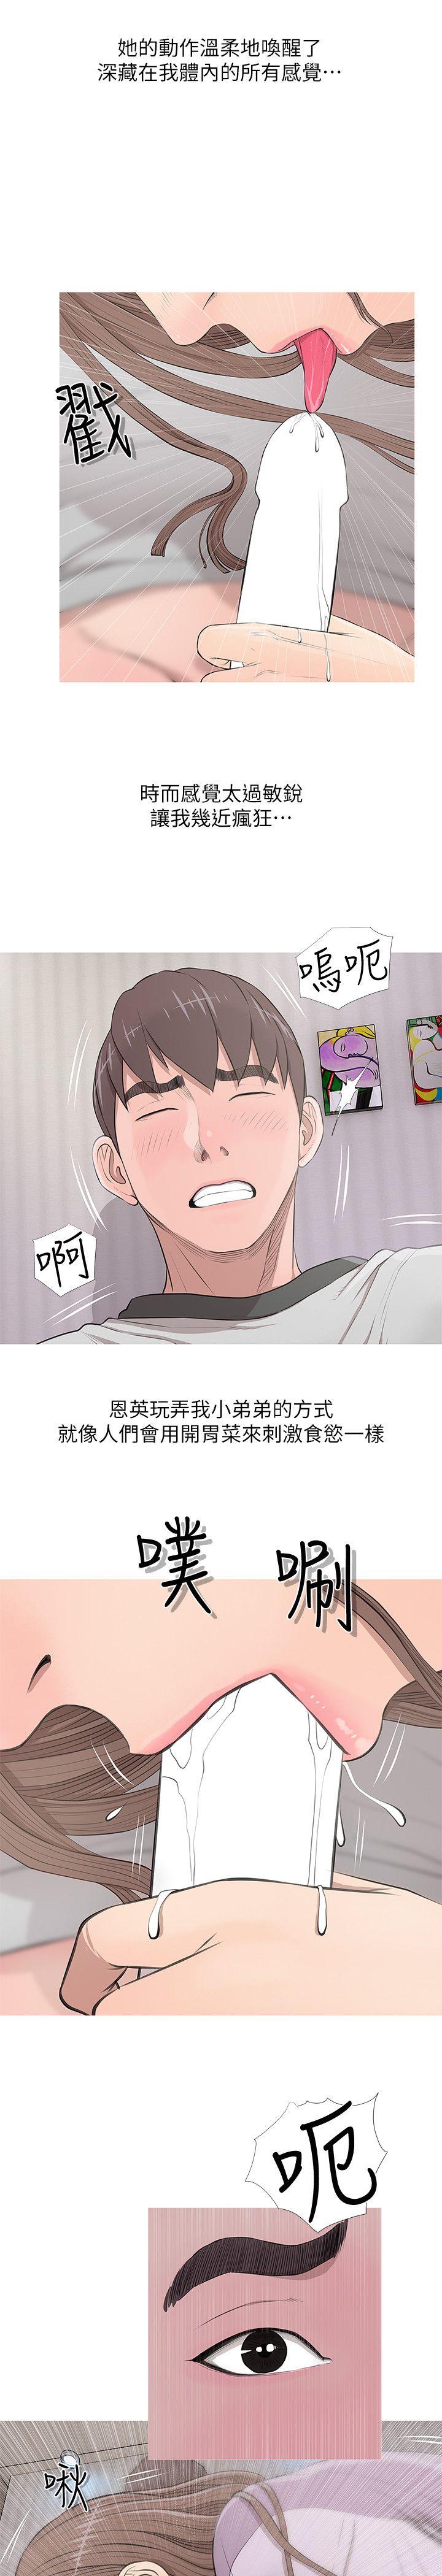 她的動作溫柔地喚醒了
深藏在我體內的所有感覺⋯
戳
時而感覺太過敏銳
讓我幾近瘋狂⋯
嗚呃
啊
恩英玩弄我小弟弟的方式
就像人們會用開胃菜來刺激食慾一樣
噗
唰
呃
啾